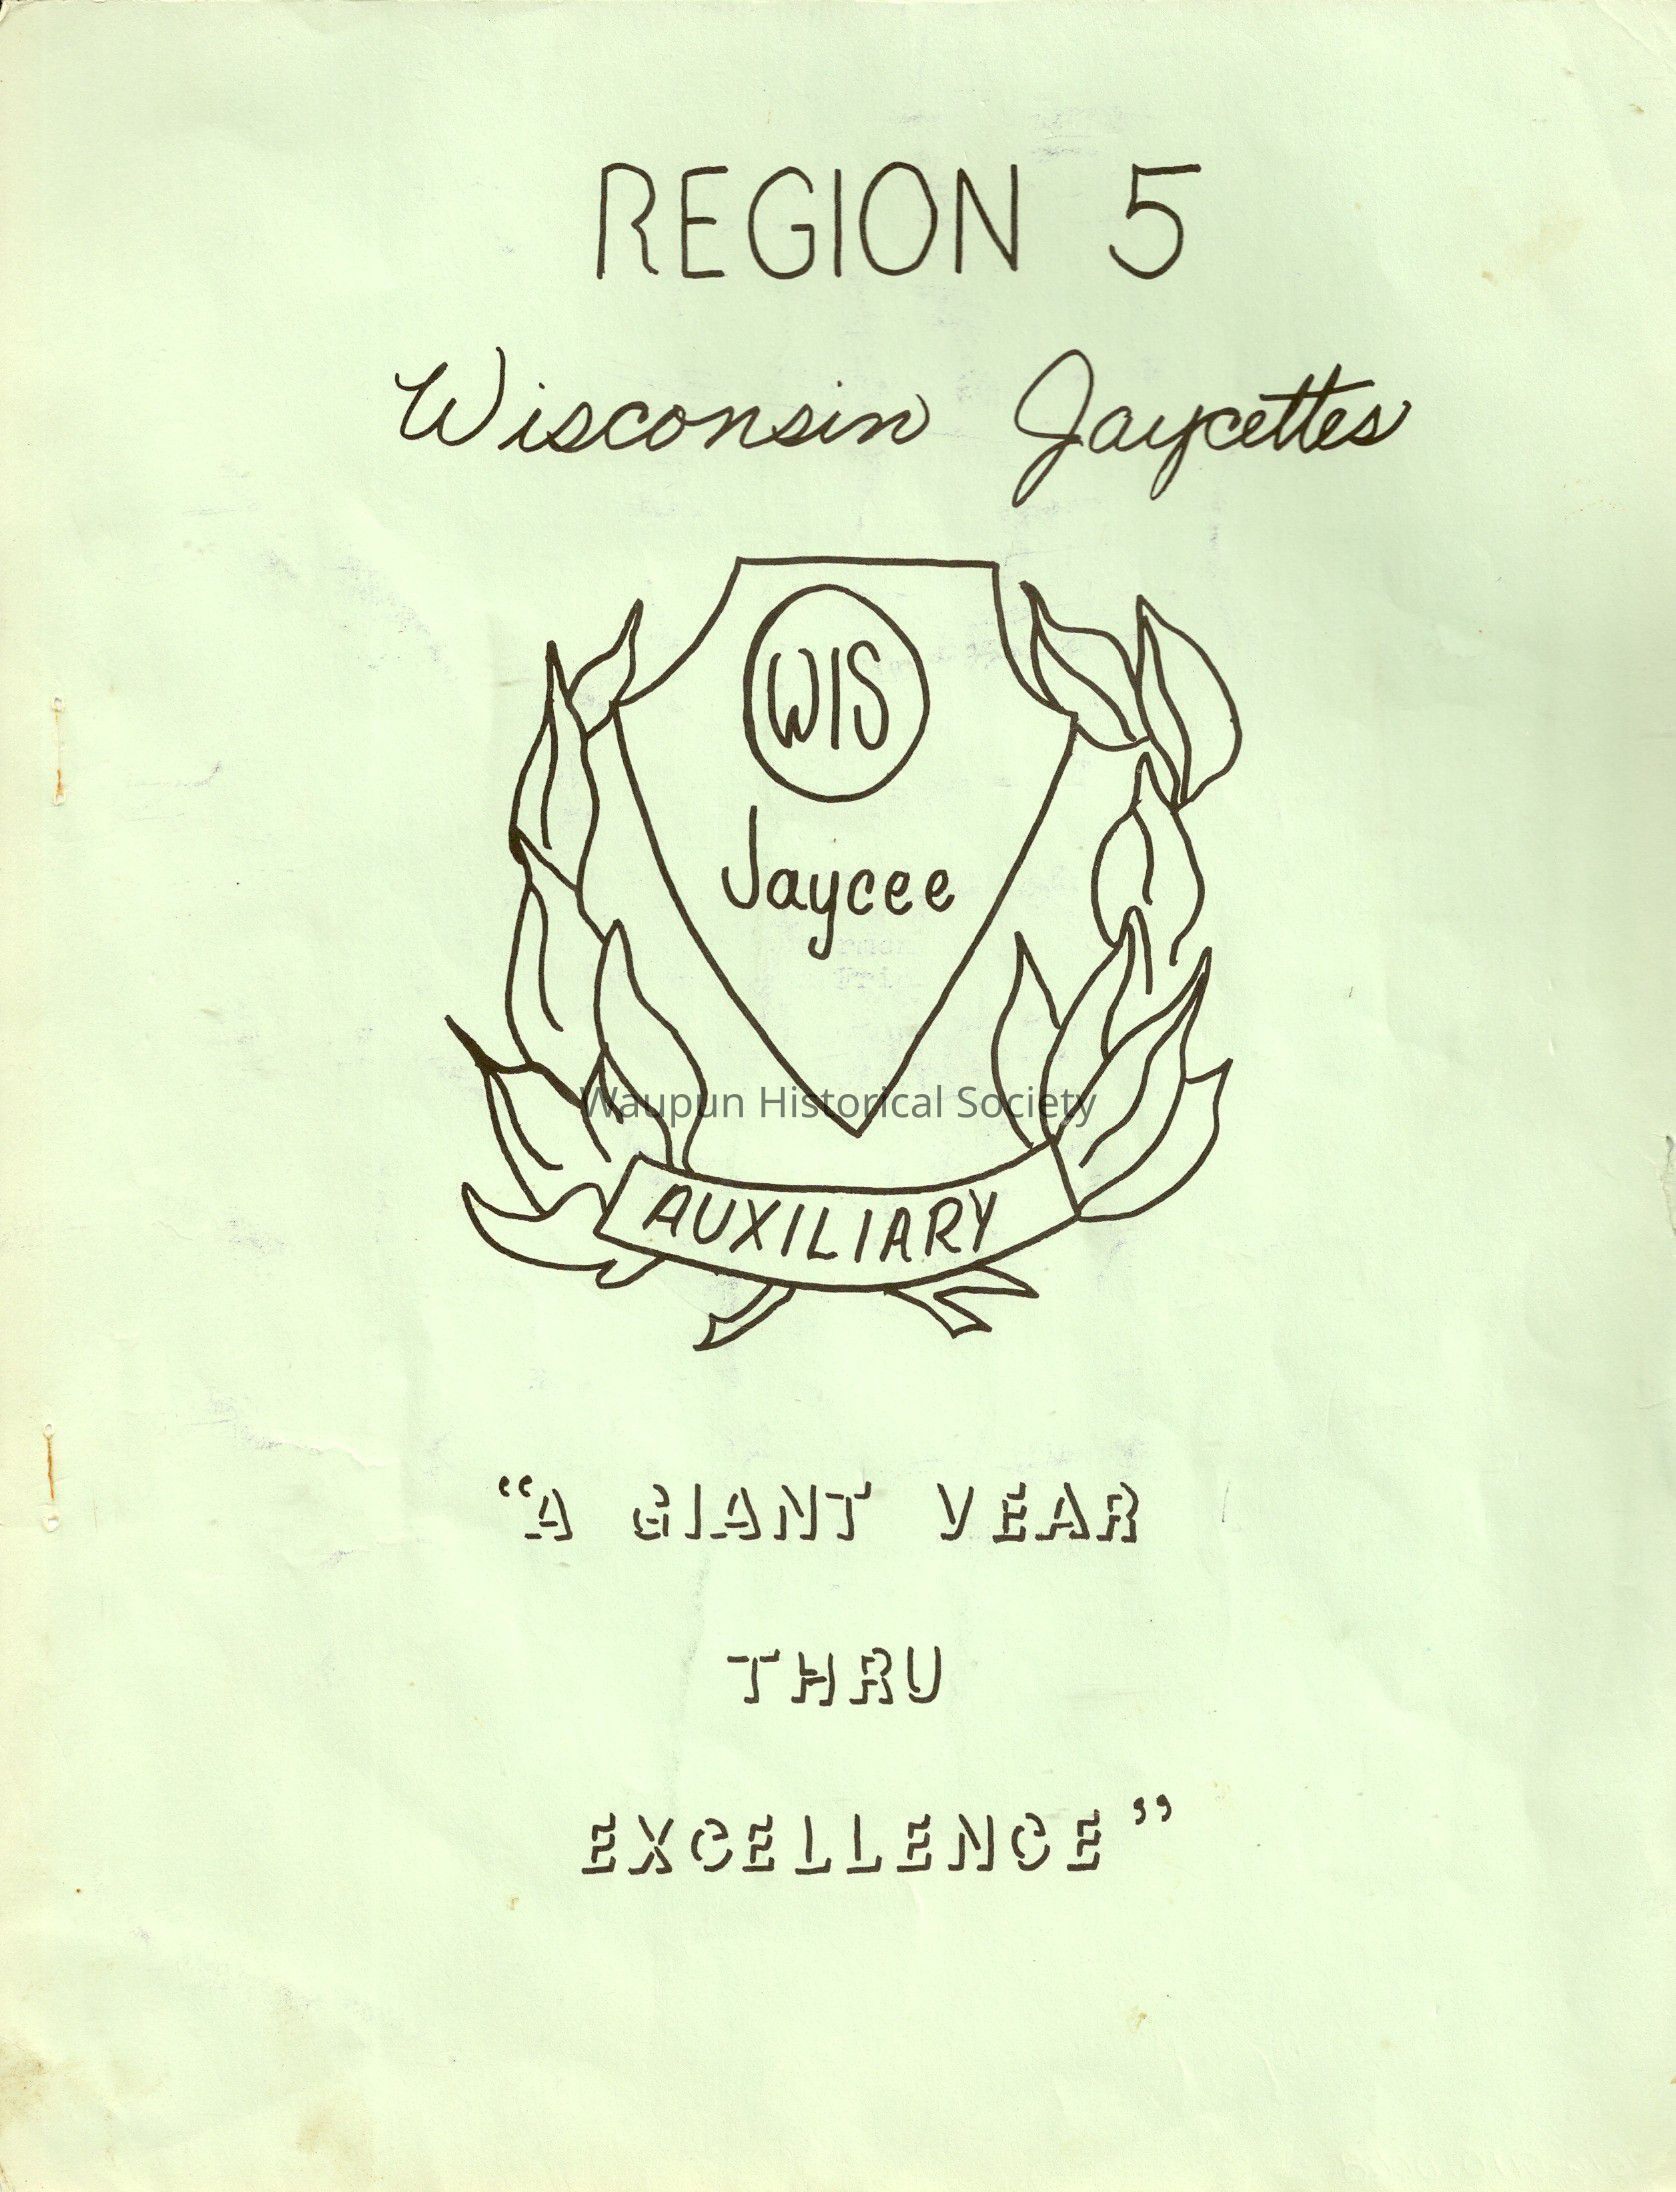 REGION 5
Wisconsin Jaycettes
WIS
Jaycee
Waupun Historical Society
AUXILIARY
“A GIANT YEAR
THRU
EXCELLENCE”